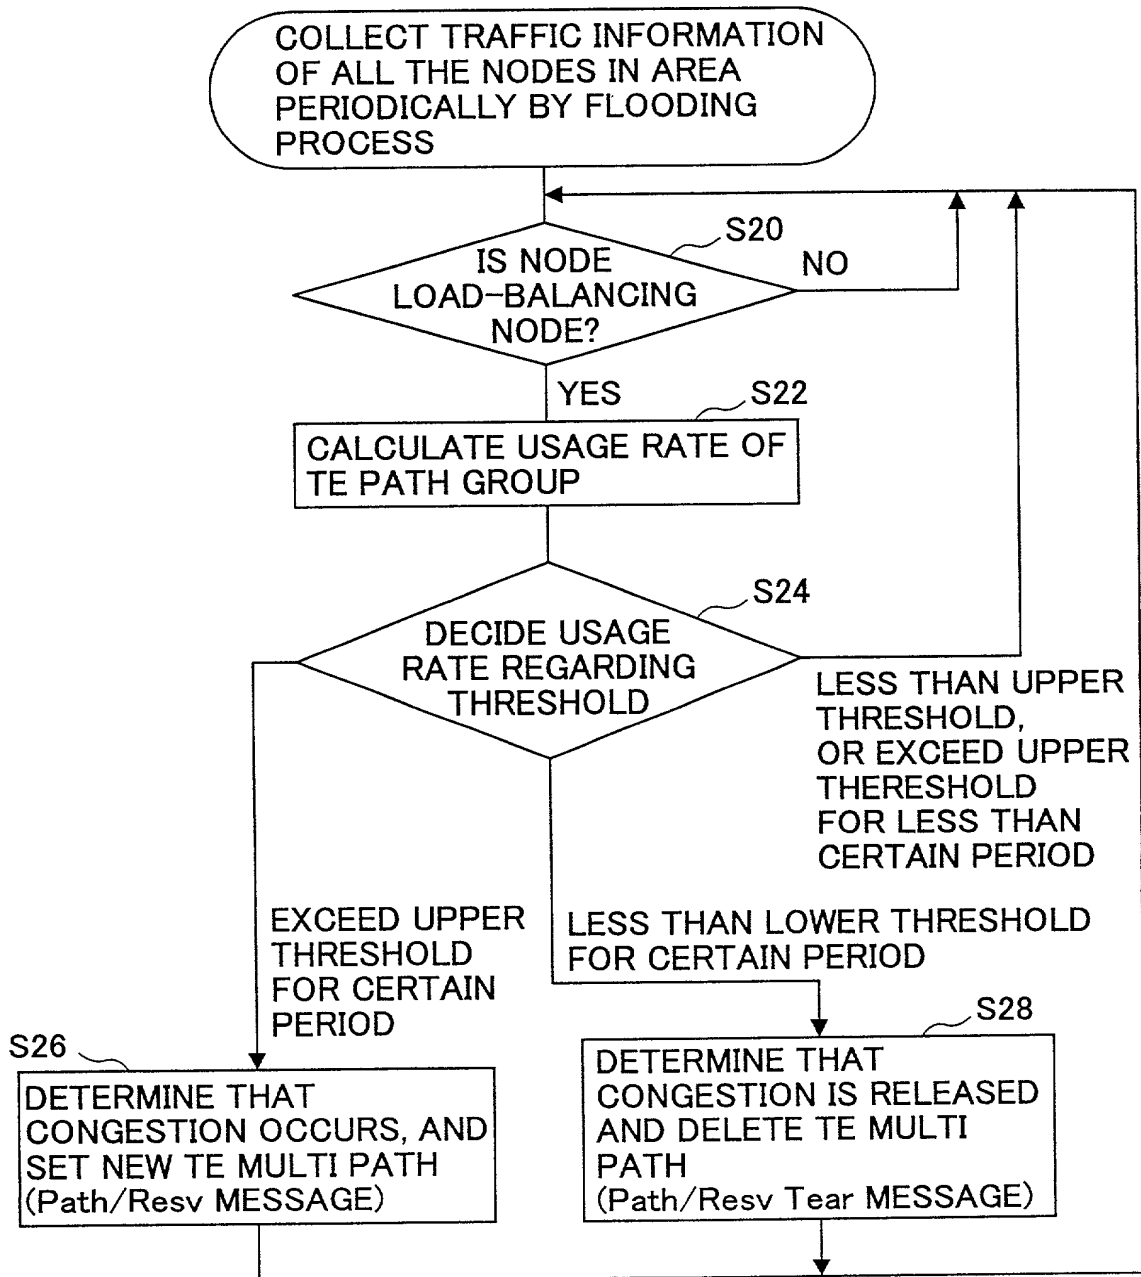 COLLECT TRAFFIC INFORMATION
OF ALL THE NODES IN AREA
PERIODICALLY BY FLOODING
PROCESS
S20
IS NODE
LOAD-BALANCING
NODE?
NO
YES
S22
CALCULATE USAGE RATE OF
TE PATH GROUP
S24
DECIDE USAGE
RATE REGARDING
THRESHOLD
LESS THAN UPPER
THRESHOLD,
OR EXCEED UPPER
THERESHOLD
FOR LESS THAN
CERTAIN PERIOD
EXCEED UPPER
THRESHOLD
FOR CERTAIN
PERIOD
LESS THAN LOWER THRESHOLD
FOR CERTAIN PERIOD
S26
DETERMINE THAT
CONGESTION OCCURS, AND
SET NEW TE MULTI PATH
(Path/Resv MESSAGE)
S28
DETERMINE THAT
CONGESTION IS RELEASED
AND DELETE TE MULTI
PATH
(Path/Resv Tear MESSAGE)